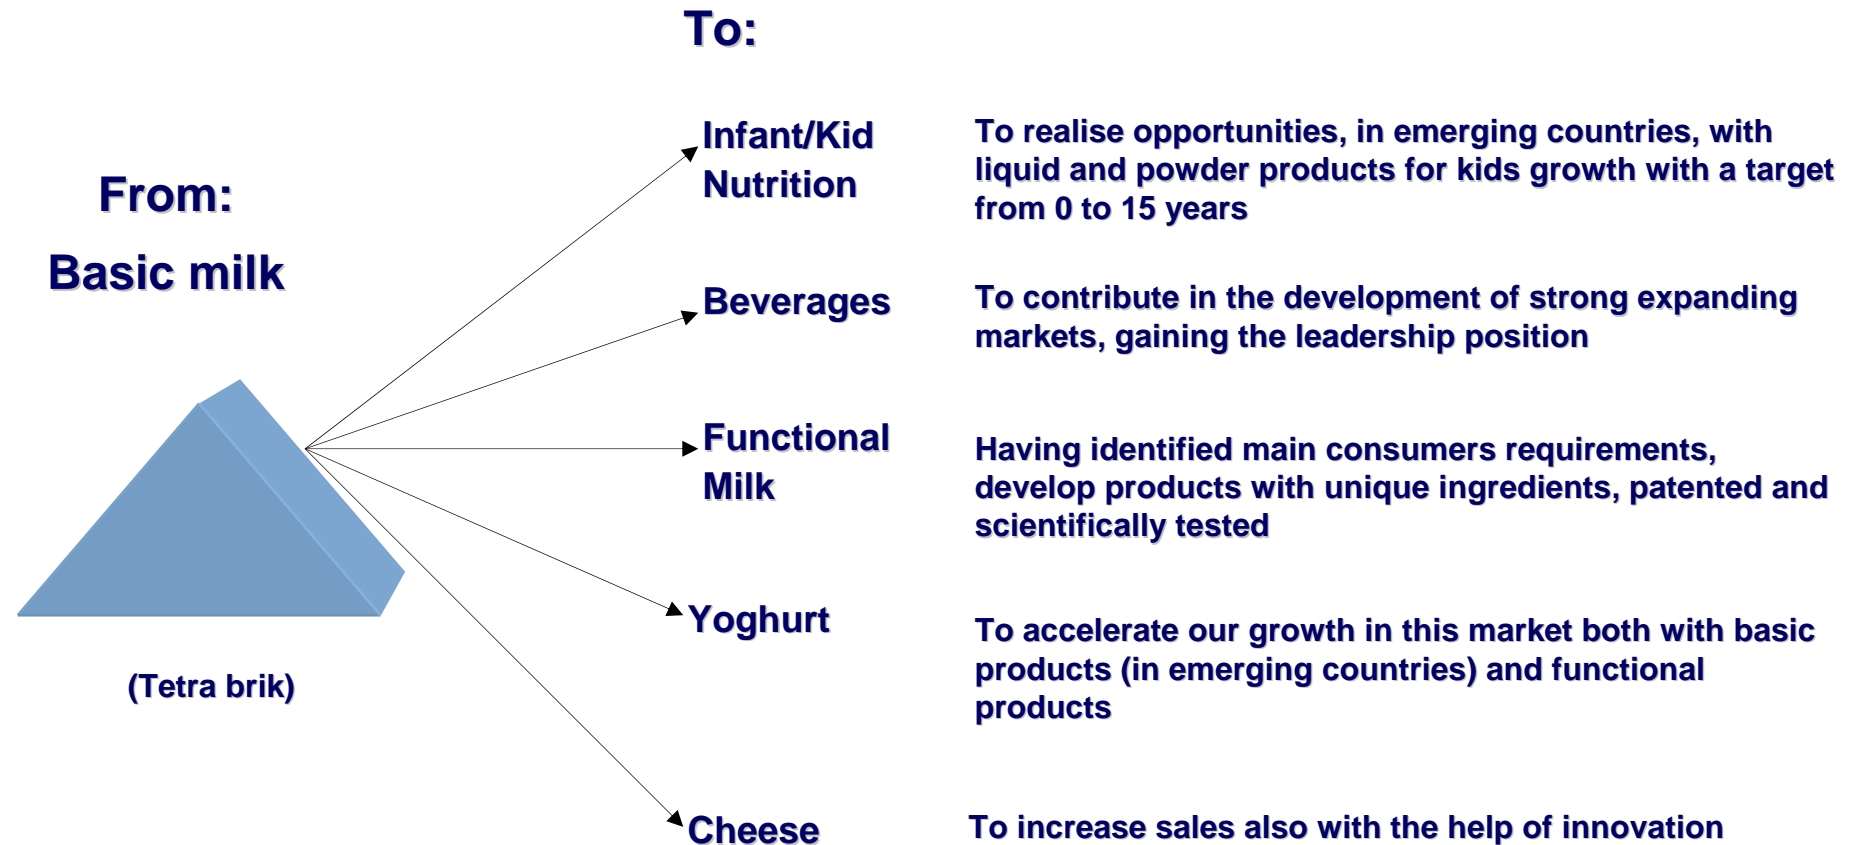 To:
From:
Basic milk
(Tetra brik)
Infant/Kid
Nutrition
To realise opportunities, in emerging countries, with
liquid and powder products for kids growth with a target
from 0 to 15 years
Beverages
To contribute in the development of strong expanding
markets, gaining the leadership position
Functional
Milk
Having identified main consumers requirements,
develop products with unique ingredients, patented and
scientifically tested
Yoghurt
To accelerate our growth in this market both with basic
products (in emerging countries) and functional
products
Cheese
To increase sales also with the help of innovation